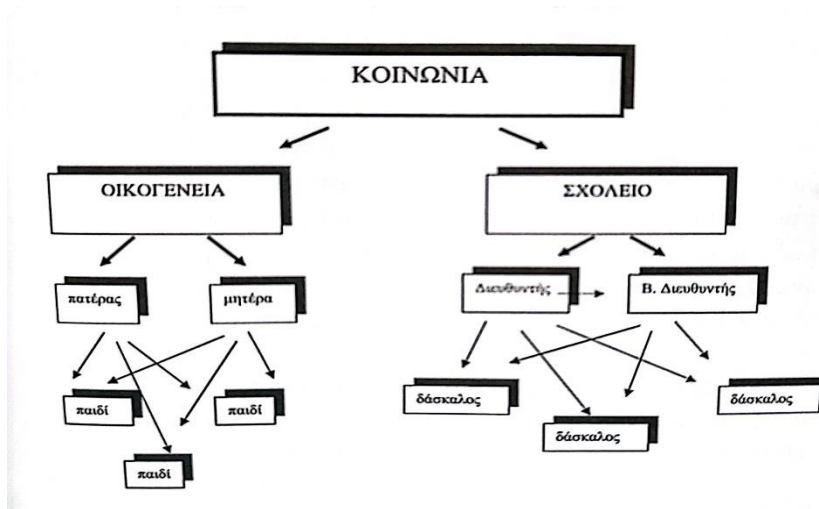 ΚΟΙΝΩΝΙΑ
ΟΙΚΟΓΕΝΕΙΑ
ΣΧΟΛΕΙΟ
πατέρας
μητέρα
Διευθυντής
Β. Διευθυντής
παιδί
παιδί
παιδί
δάσκαλος
δάσκαλος
δάσκαλος